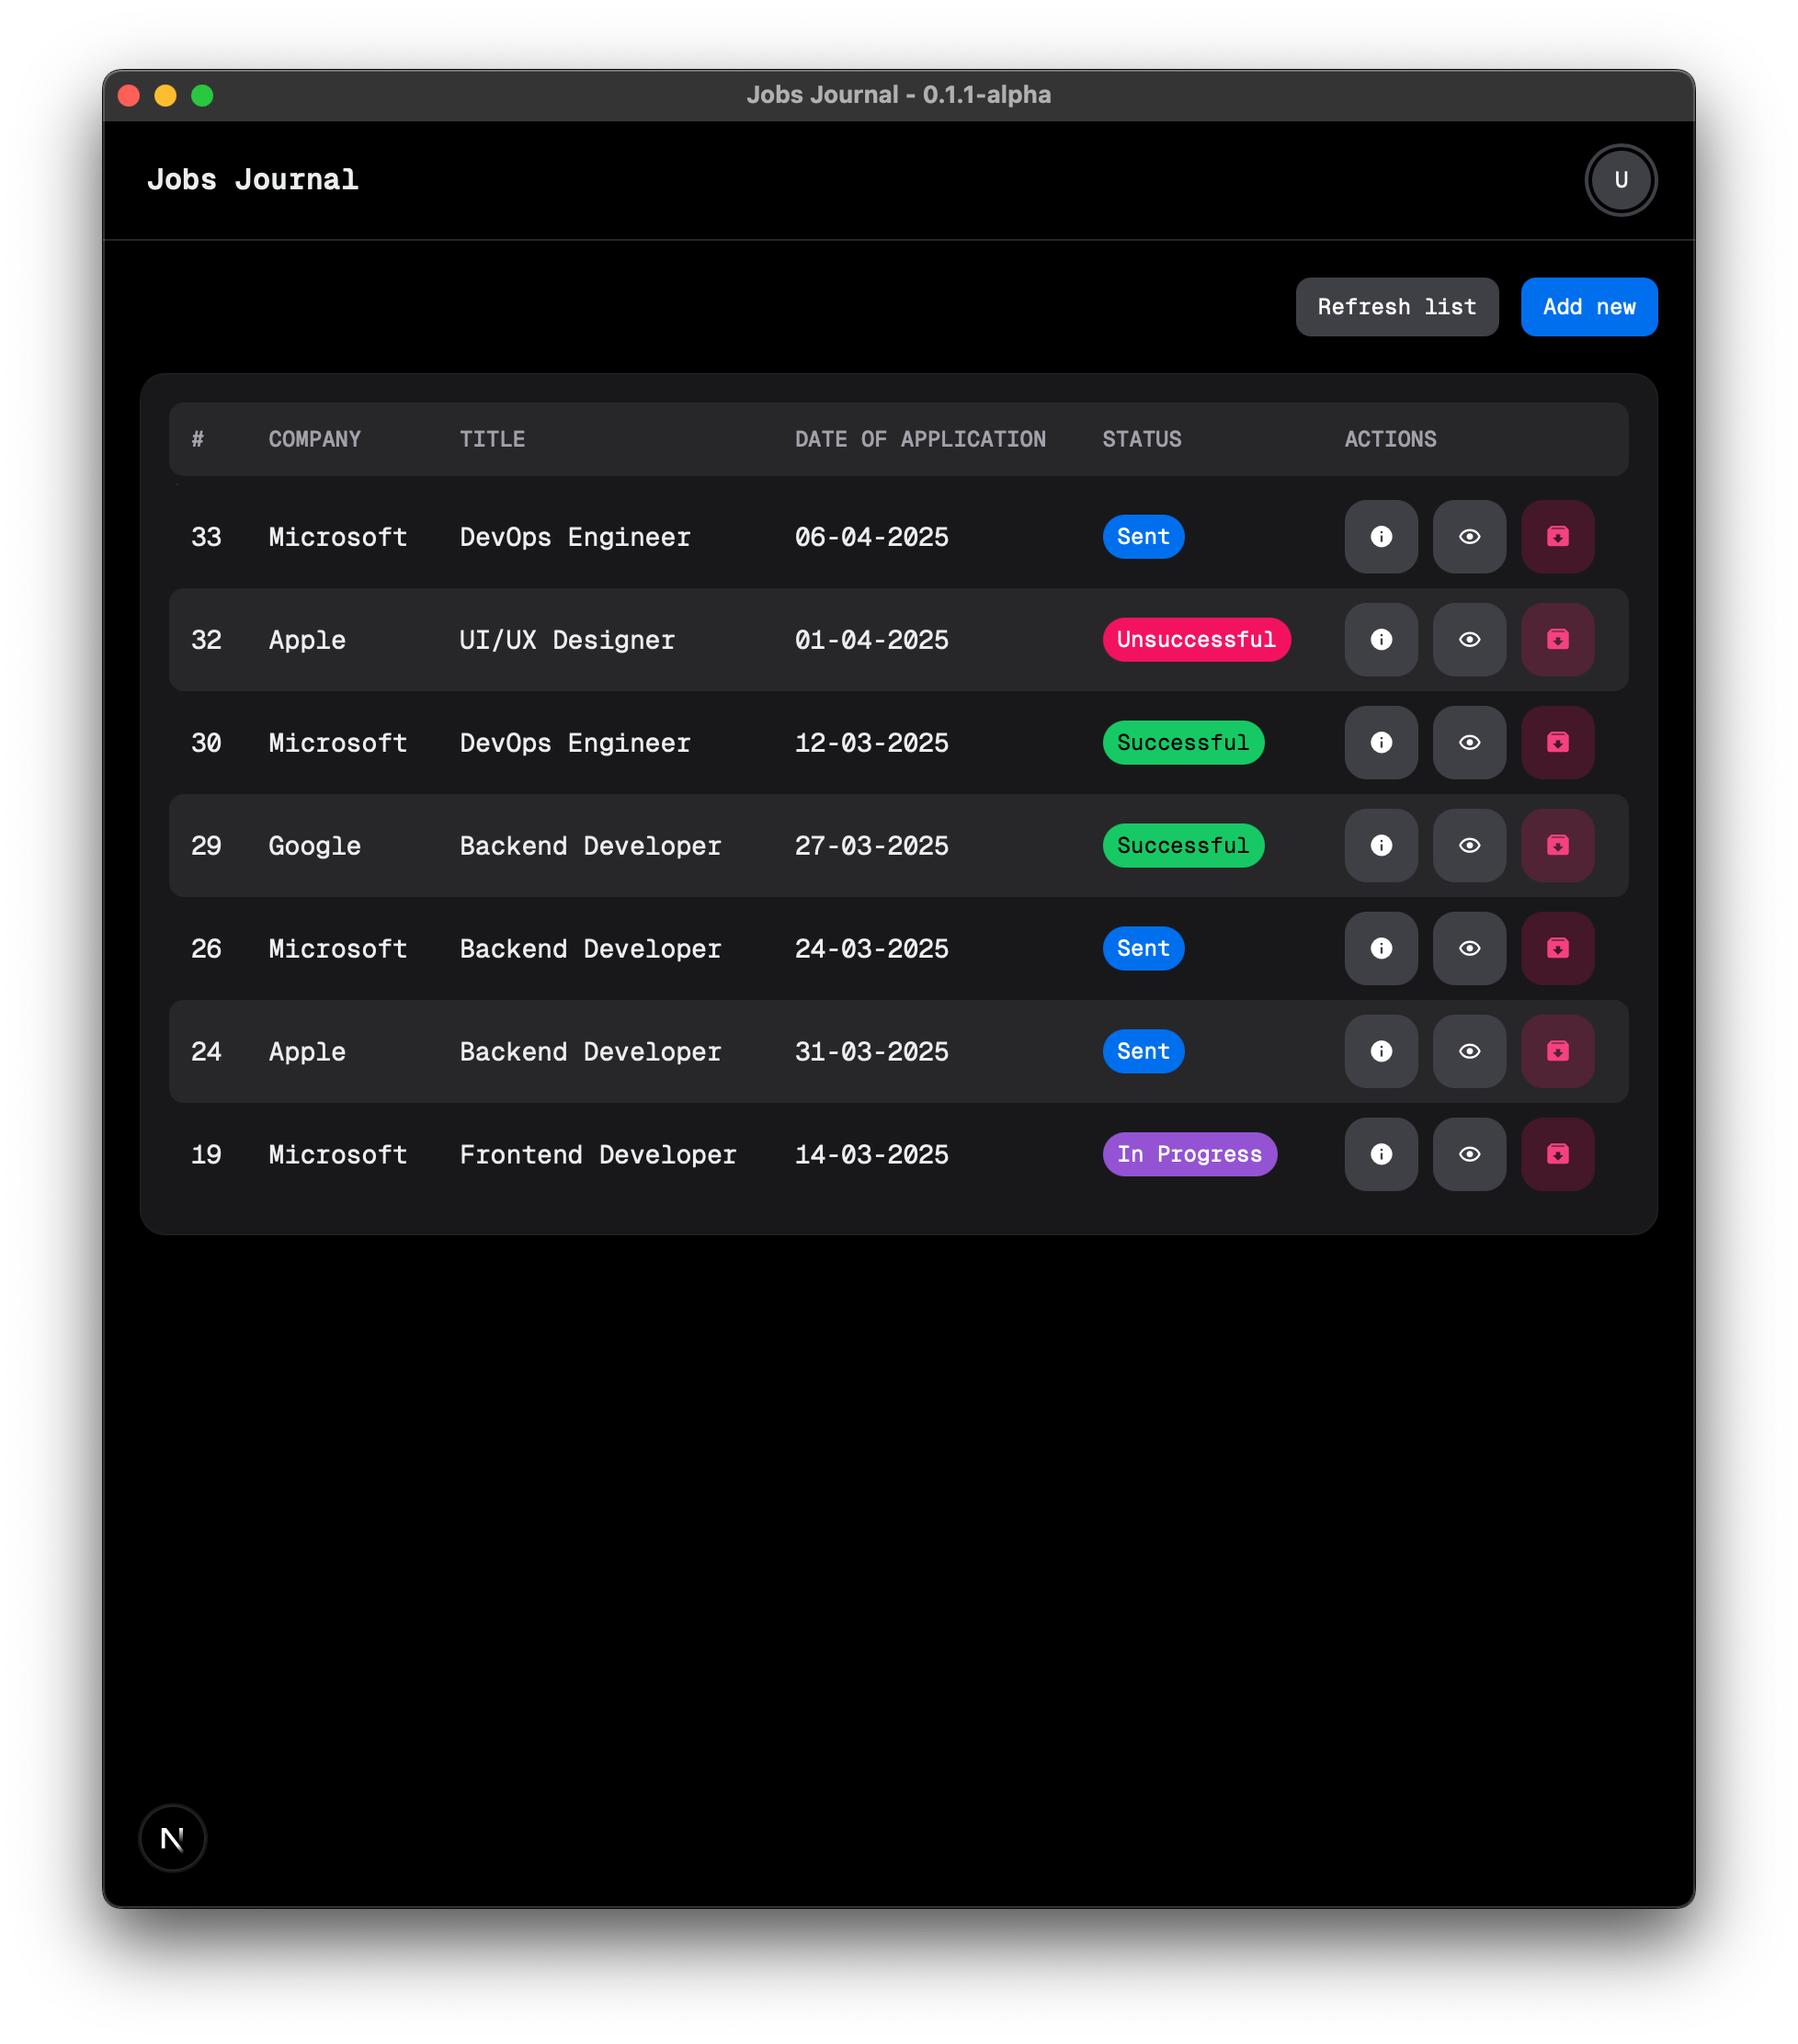 Jobs Journal - 0.1.1-alpha
Jobs Journal U
Refresh list Add new
# COMPANY TITLE DATE OF APPLICATION STATUS ACTIONS
33 Microsoft DevOps Engineer 06-04-2025 Sent
32 Apple UI/UX Designer 01-04-2025 Unsuccessful
30 Microsoft DevOps Engineer 12-03-2025 Successful
29 Google Backend Developer 27-03-2025 Successful
26 Microsoft Backend Developer 24-03-2025 Sent
24 Apple Backend Developer 31-03-2025 Sent
19 Microsoft Frontend Developer 14-03-2025 In Progress
N